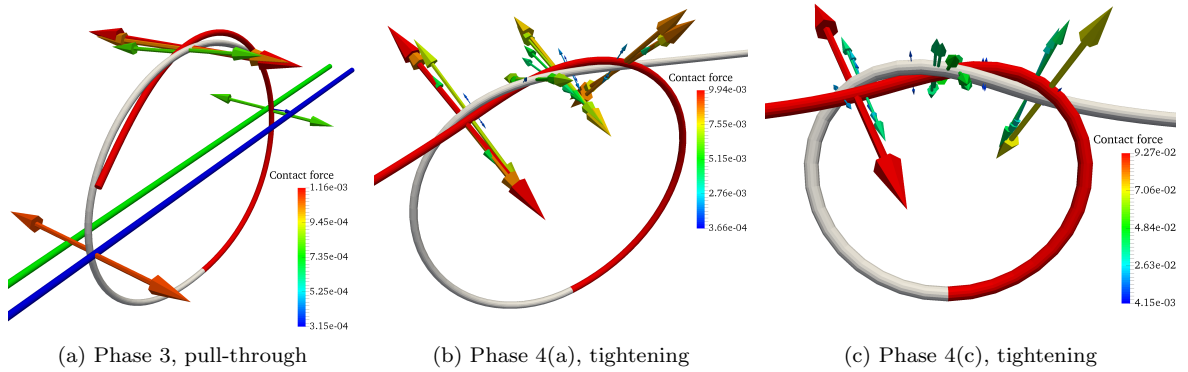 Contact force
1.16e-03
9.45e-04
7.35e-04
5.25e-04
3.15e-04
(a) Phase 3, pull-through
Contact force
9.94e-03
7.55e-03
5.15e-03
2.76e-03
3.66e-04
(b) Phase 4(a), tightening
Contact force
9.27e-02
7.06e-02
4.84e-02
2.63e-02
4.15e-03
(c) Phase 4(c), tightening